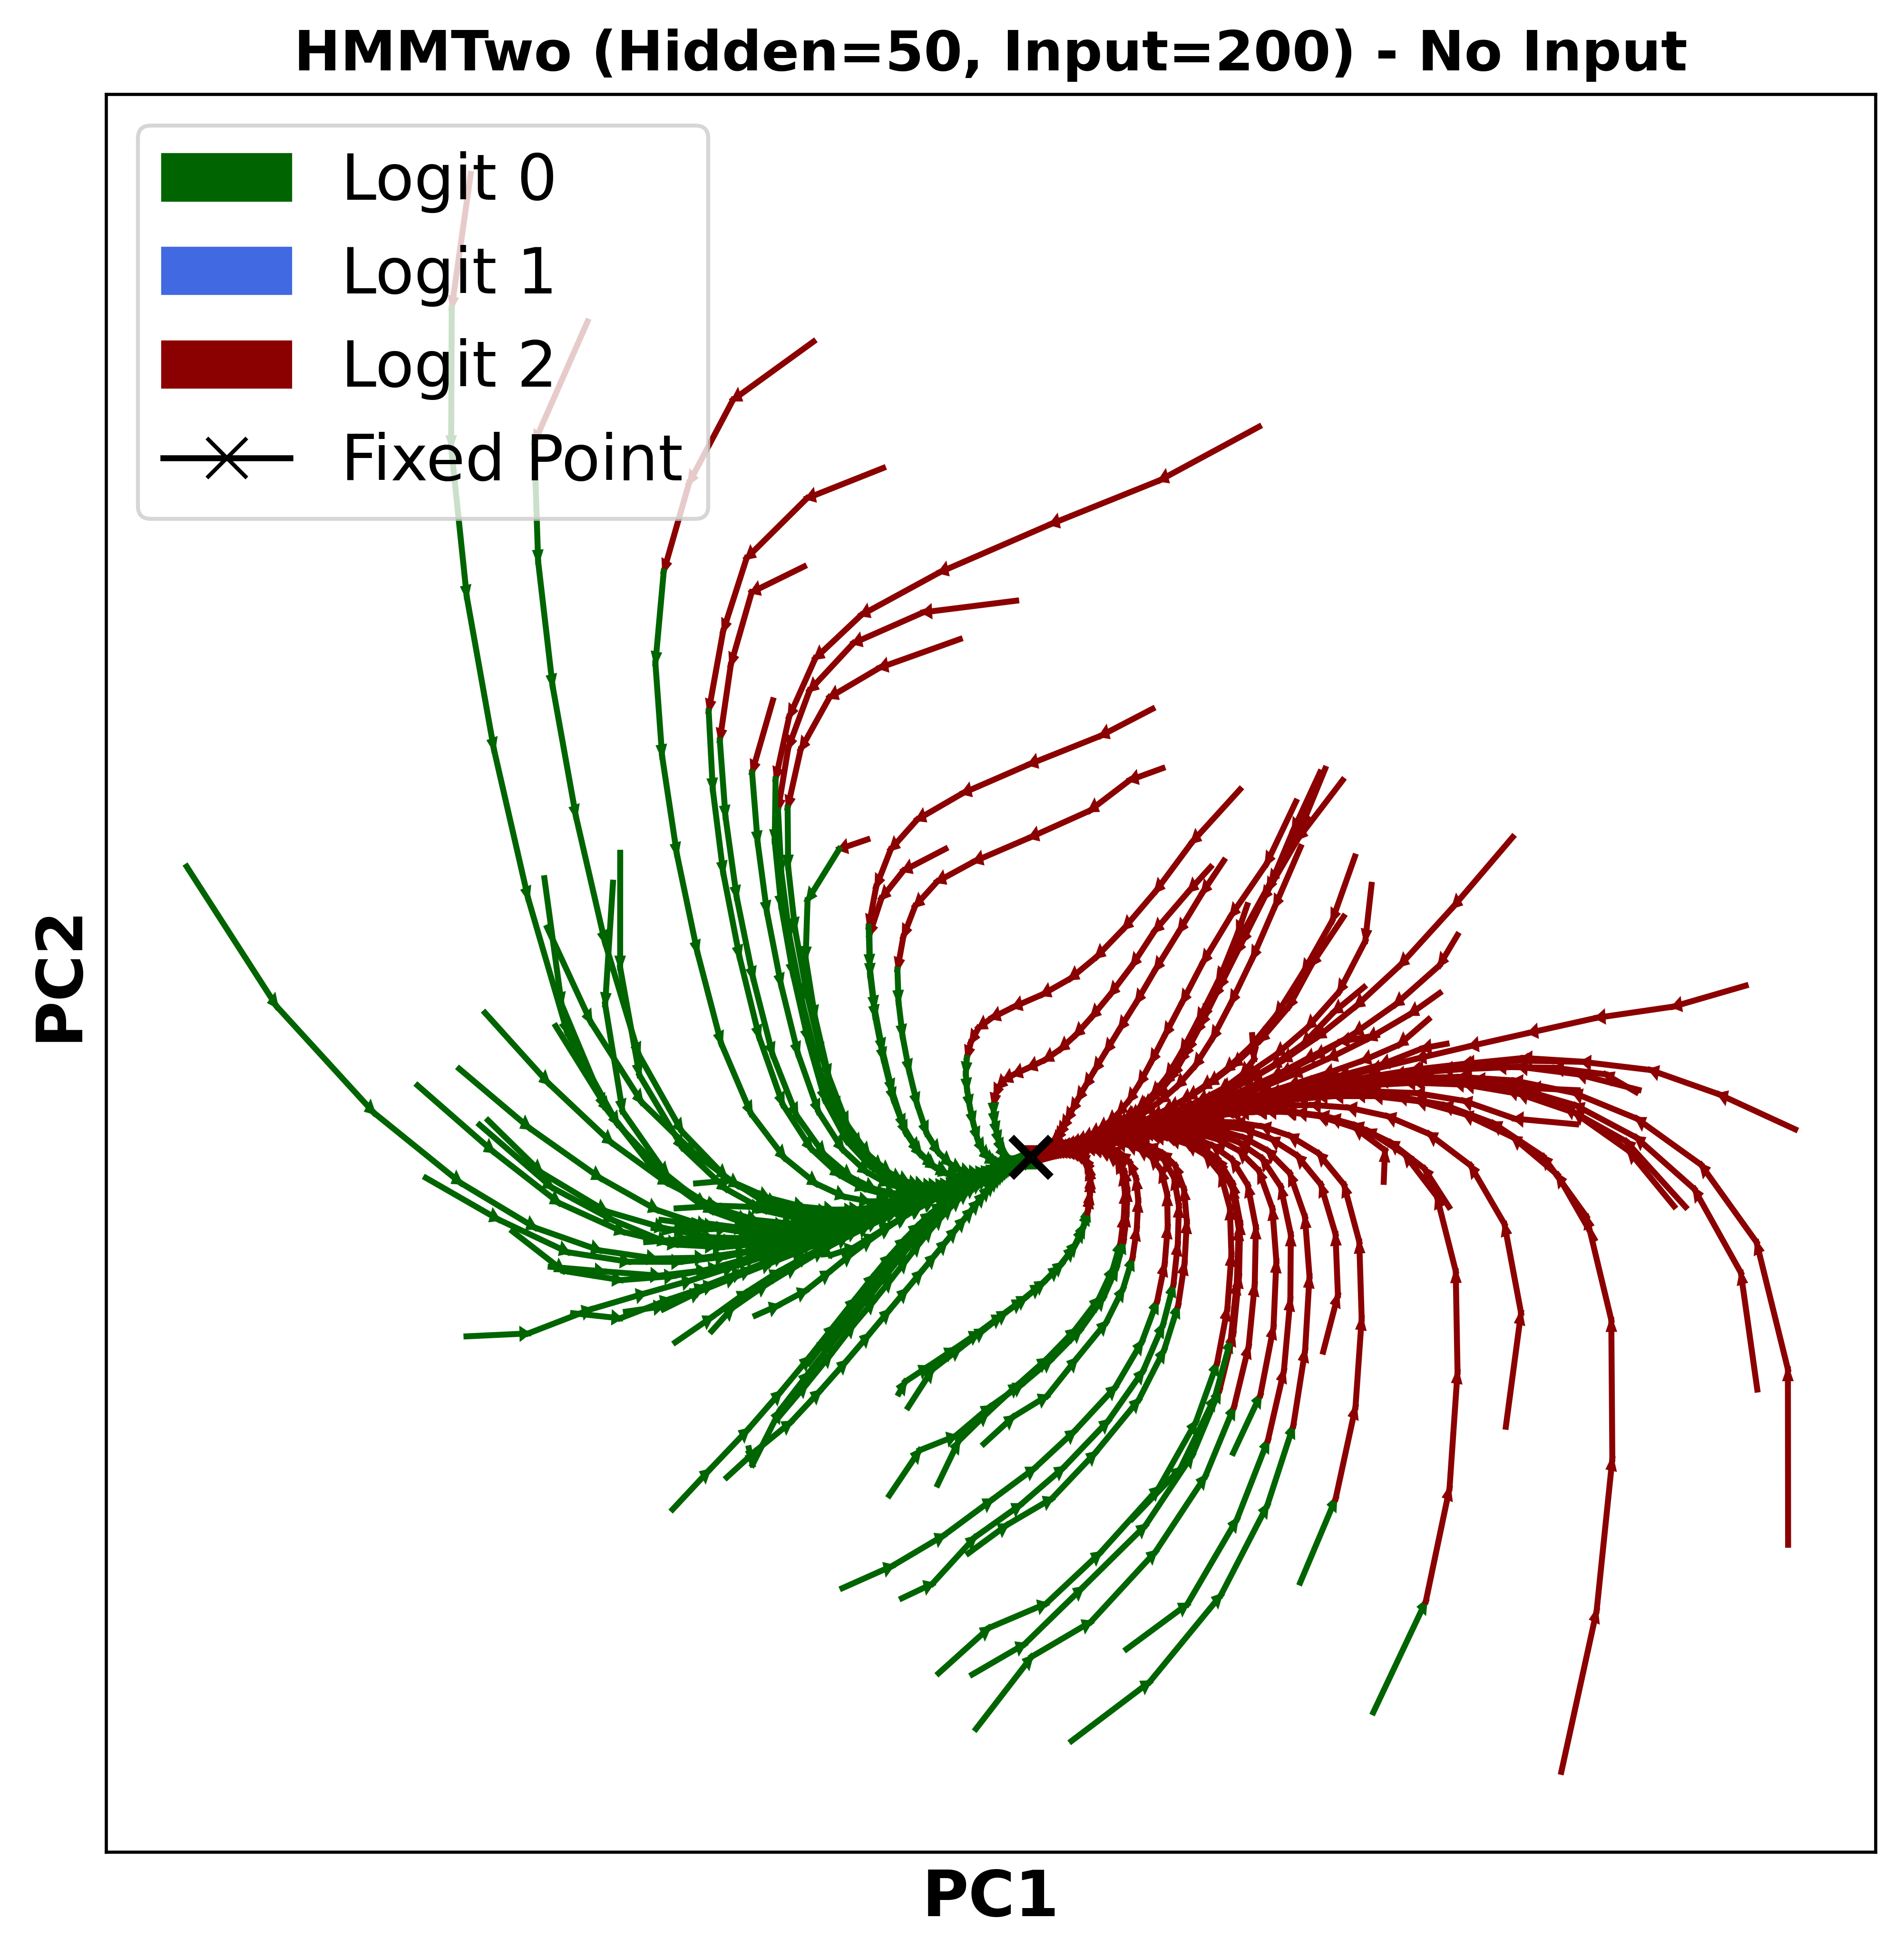 HMMTwo (Hidden=50, Input=200) - No Input
Logit 0
Logit 1
Logit 2
Fixed Point
PC2
PC1